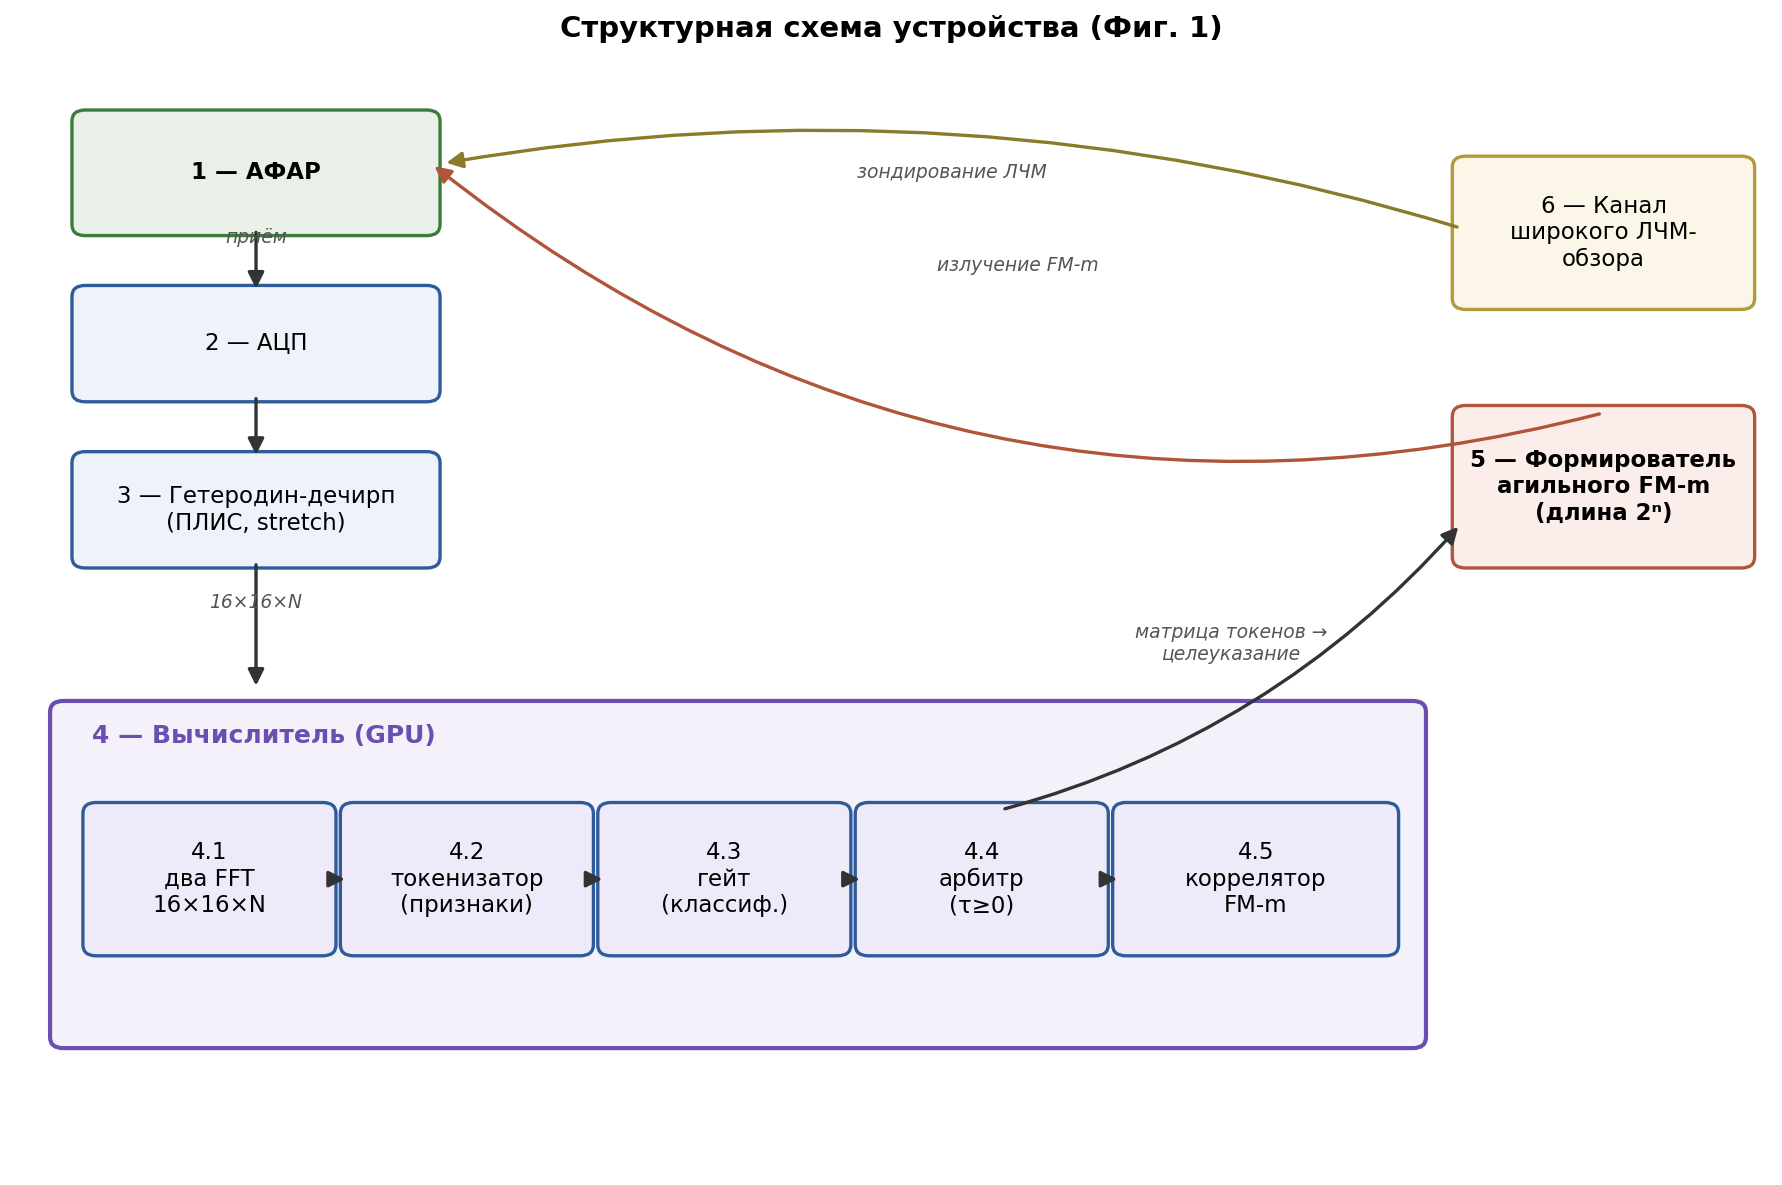 Структурная схема устройства (Фиг. 1)
1 — АФАР
приём
2 — АЦП
3 — Гетеродин-дечирп
(ПЛИС, stretch)
16×16×N
зондирование ЛЧМ
излучение FM-m
6 — Канал
широкого ЛЧМ-
обзора
5 — Формирователь
агильного FM-m
(длина 2ⁿ)
матрица токенов →
целеуказание
4 — Вычислитель (GPU)
4.1
два FFT
16×16×N
4.2
токенизатор
(признаки)
4.3
гейт
(классиф.)
4.4
арбитр
(τ≥0)
4.5
коррелятор
FM-m